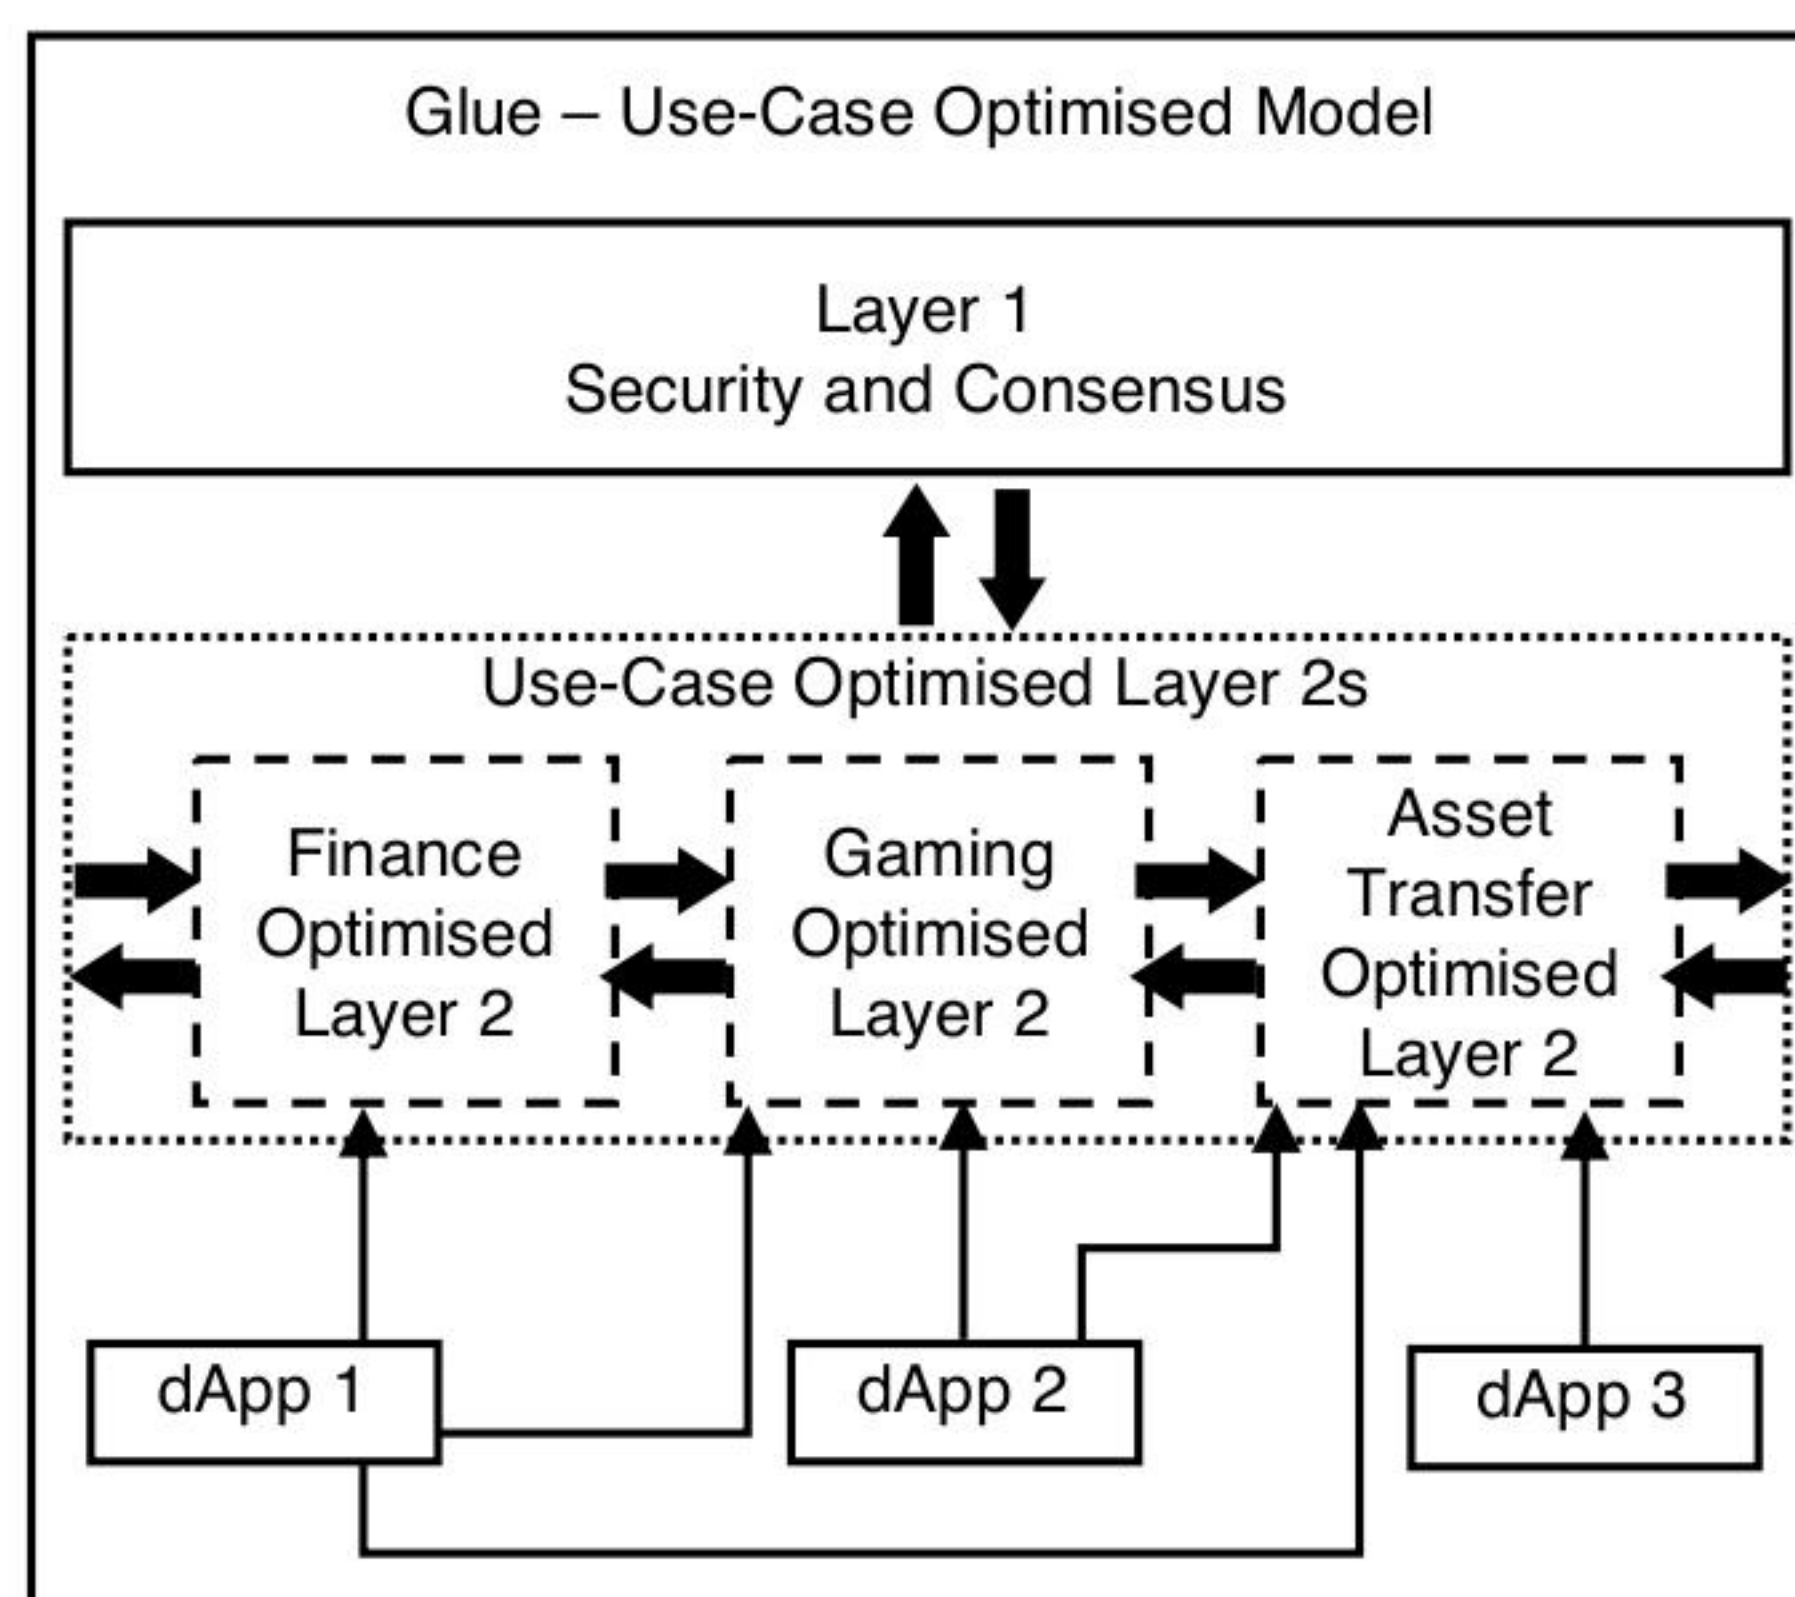 Glue – Use-Case Optimised Model
Layer 1
Security and Consensus
Use-Case Optimised Layer 2s
Finance
Optimised
Layer 2
Gaming
Optimised
Layer 2
Asset
Transfer
Optimised
Layer 2
dApp 1
dApp 2
dApp 3